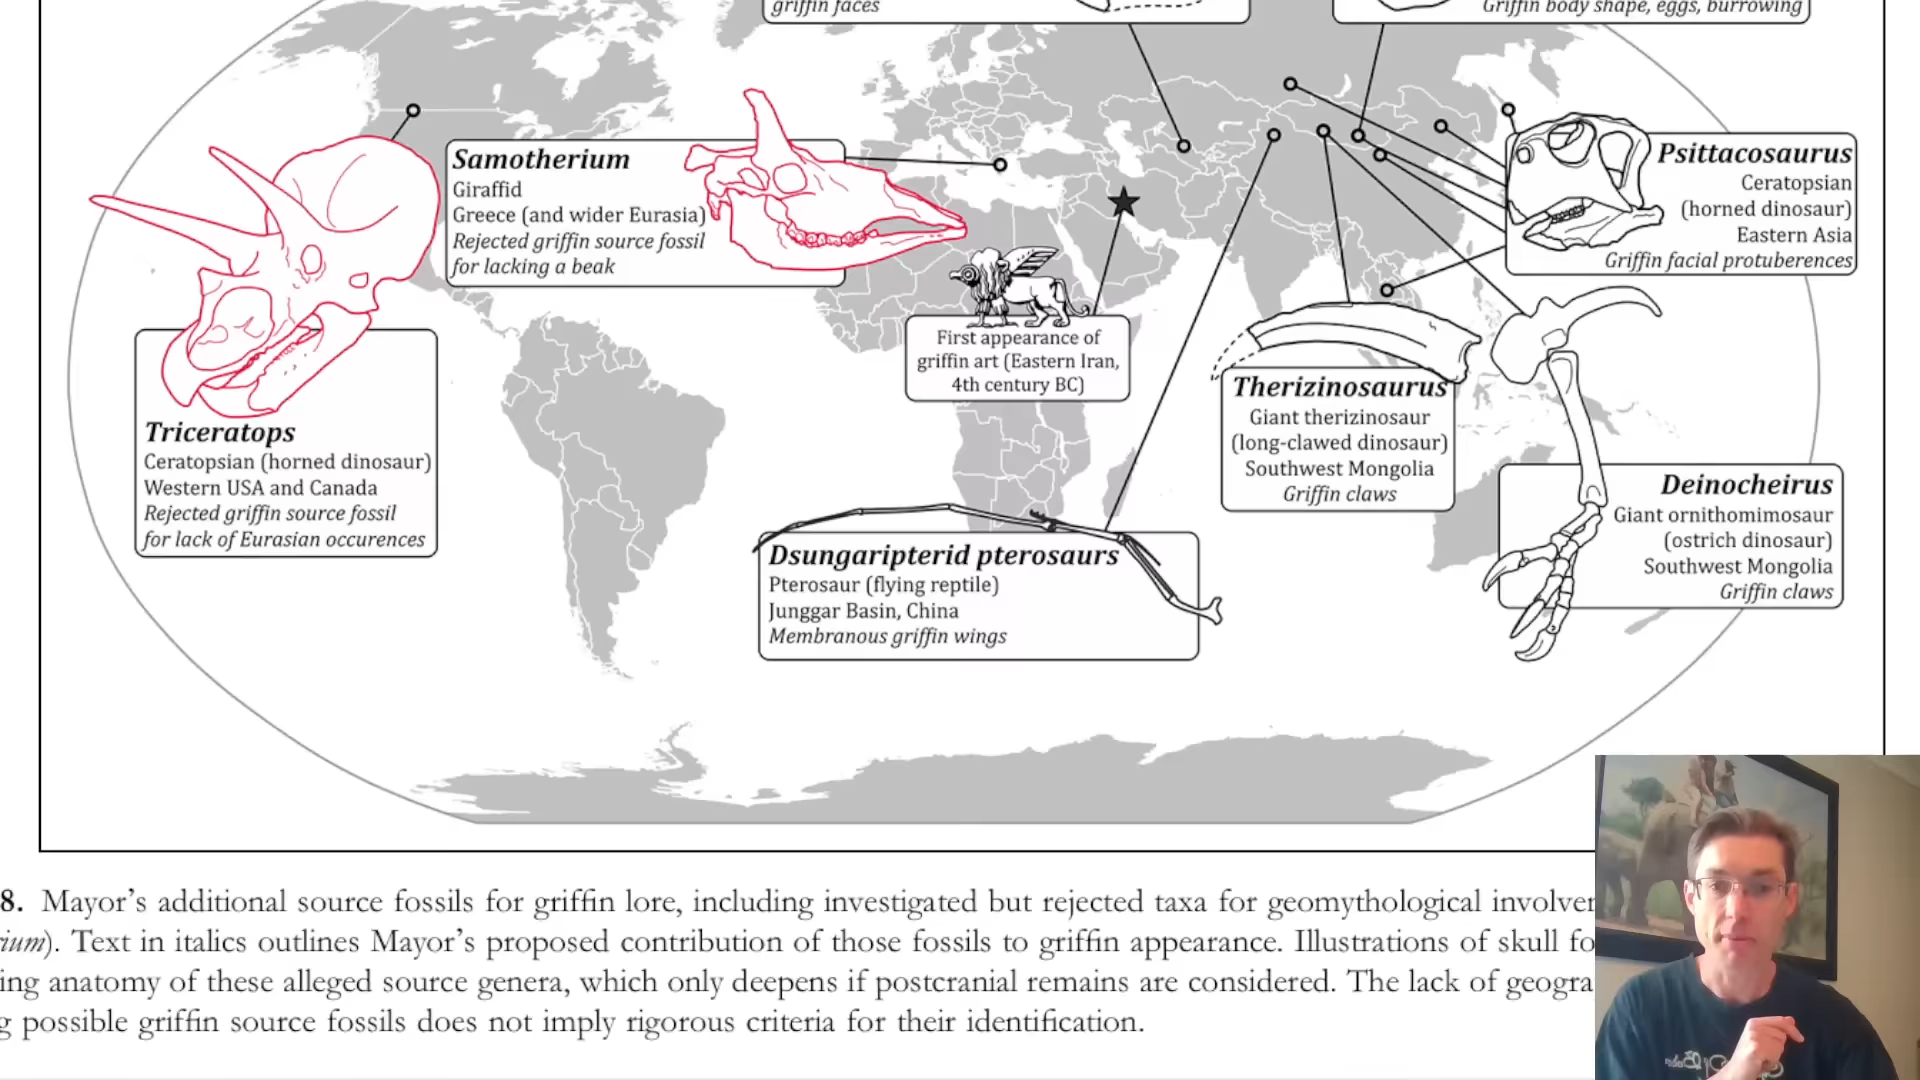 griffin faces
Griffin body shape, eggs, burrowing
Samotherium
Giraffid
Greece (and wider Eurasia)
Rejected griffin source fossil
for lacking a beak
Psittacosaurus
Ceratopsian
(horned dinosaur)
Eastern Asia
Griffin facial protuberences
First appearance of
griffin art (Eastern Iran,
4th century BC)
Therizinosaurus
Giant therizinosaur
(long-clawed dinosaur)
Southwest Mongolia
Griffin claws
Triceratops
Ceratopsian (horned dinosaur)
Western USA and Canada
Rejected griffin source fossil
for lack of Eurasian occurences
Deinocheirus
Giant ornithomimosaur
(ostrich dinosaur)
Southwest Mongolia
Griffin claws
Dsungaripterid pterosaurs
Pterosaur (flying reptile)
Junggar Basin, China
Membranous griffin wings
8. Mayor's additional source fossils for griffin lore, including investigated but rejected taxa for geomythological involver
ium). Text in italics outlines Mayor's proposed contribution of those fossils to griffin appearance. Illustrations of skull fo
ing anatomy of these alleged source genera, which only deepens if postcranial remains are considered. The lack of geogra
g possible griffin source fossils does not imply rigorous criteria for their identification.